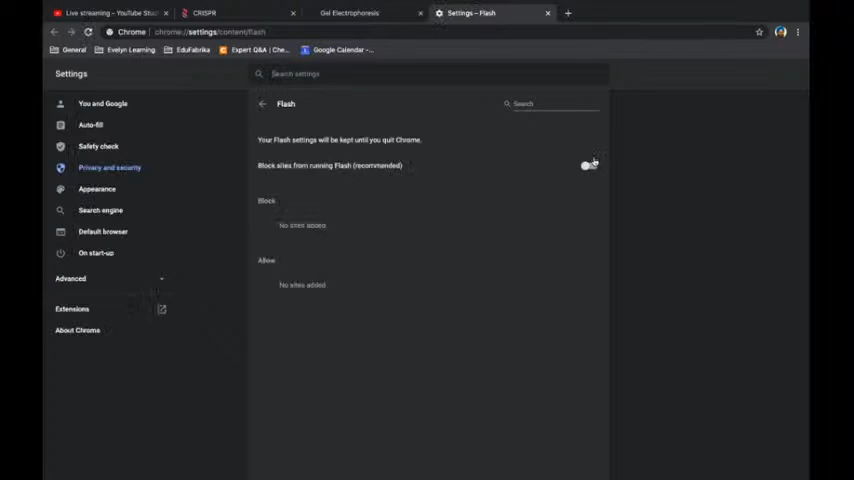 Live streaming – YouTube Stud
CRISPR
Gel Electrophoresis
Settings – Flash
Chrome | chrome://settings/content/flash
General
Evelyn Learning
EduFabrika
Expert Q&A | Che...
Google Calendar -...
Settings
Search settings
You and Google
Auto-fill
Safety check
Privacy and security
Appearance
Search engine
Default browser
On start-up
Advanced
Extensions
About Chrome
Flash
Search
Your Flash settings will be kept until you quit Chrome.
Block sites from running Flash (recommended)
Block
No sites added
Allow
No sites added